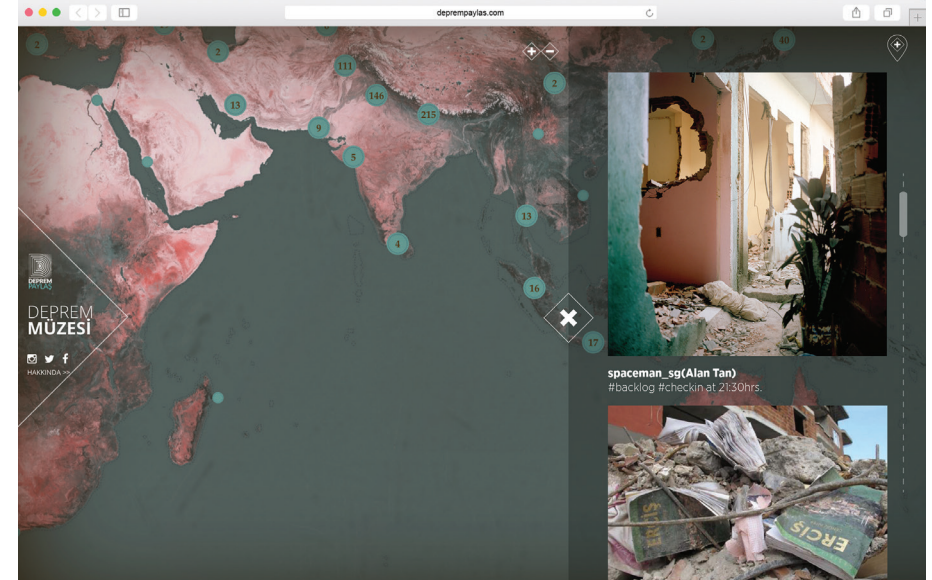 deprempaylas.com
2
2
111
146
215
13
9
5
4
2
13
16
17
2
40
DEPREM
PAYLAŞ
DEPREM
MÜZESİ
HAKKINDA >>
spaceman_sg(Alan Tan)
#backlog #checkin at 21:30hrs.
ERCİŞ
ERCİŞ